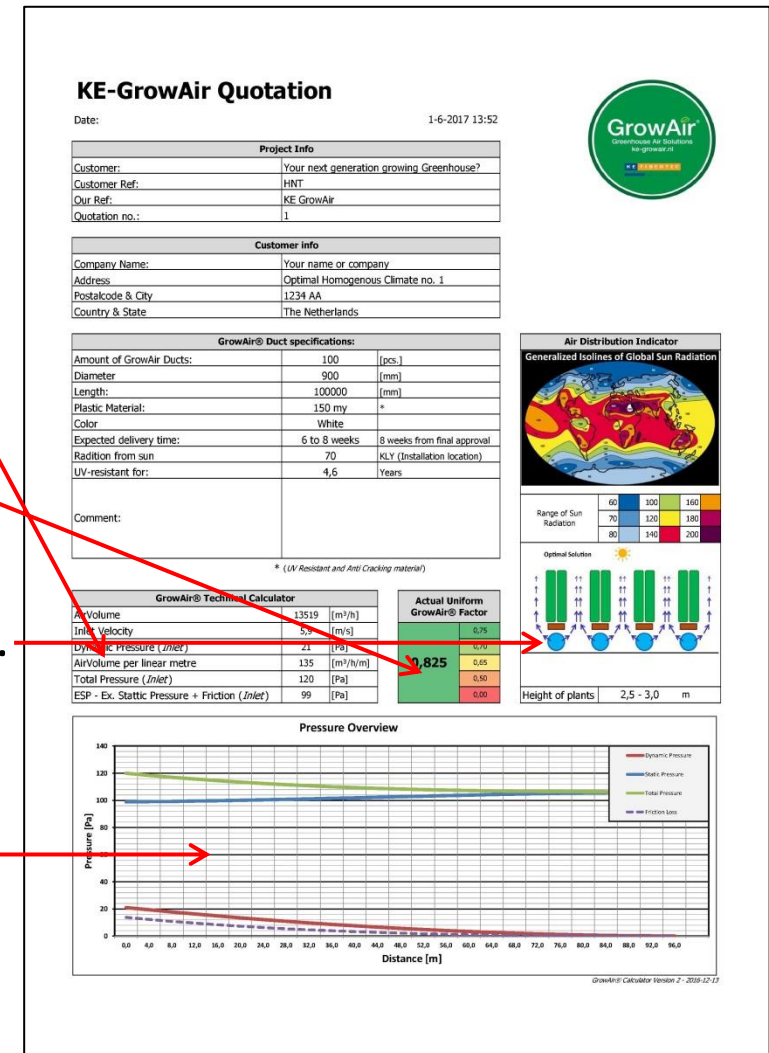 KE-GrowAir Quotation
Date: 1-6-2017 13:52
GrowAir®
Greenhouse Air Solutions
ke-growair.nl
KE FIBERTEC
Project Info
Customer: Your next generation growing Greenhouse?
Customer Ref: HNT
Our Ref: KE GrowAir
Quotation no.: 1
Customer info
Company Name: Your name or company
Address Optimal Homogenous Climate no. 1
Postalcode & City 1234 AA
Country & State The Netherlands
GrowAir® Duct specifications:
Amount of GrowAir Ducts: 100 [pcs.]
Diameter 900 [mm]
Length: 100000 [mm]
Plastic Material: 150 my *
Color White
Expected delivery time: 6 to 8 weeks 8 weeks from final approval
Radition from sun 70 KLY (Installation location)
UV-resistant for: 4,6 Years
Comment:
* (UV Resistant and Anti Cracking material)
Air Distribution Indicator
Generalized Isolines of Global Sun Radiation
Range of Sun Radiation
60 100 160
70 120 180
80 140 200
Optimal Solution
Height of plants 2,5 - 3,0 m
GrowAir® Technical Calculator
AirVolume 13519 [m³/h]
Inlet Velocity 5,9 [m/s]
Dynamic Pressure (Inlet) 21 [Pa]
AirVolume per linear metre 135 [m³/h/m]
Total Pressure (Inlet) 120 [Pa]
ESP - Ex. Stattic Pressure + Friction (Inlet) 99 [Pa]
Actual Uniform
GrowAir® Factor
0,825
0,75
0,70
0,65
0,50
0,00
.
Pressure Overview
Pressure [Pa]
140
120
100
80
60
40
20
0
Dynamic Pressure
Static Pressure
Total Pressure
Friction Loss
0,0 4,0 8,0 12,0 16,0 20,0 24,0 28,0 32,0 36,0 40,0 44,0 48,0 52,0 56,0 60,0 64,0 68,0 72,0 76,0 80,0 84,0 88,0 92,0 96,0
Distance [m]
GrowAir® Calculator Version 2 - 2016-12-13